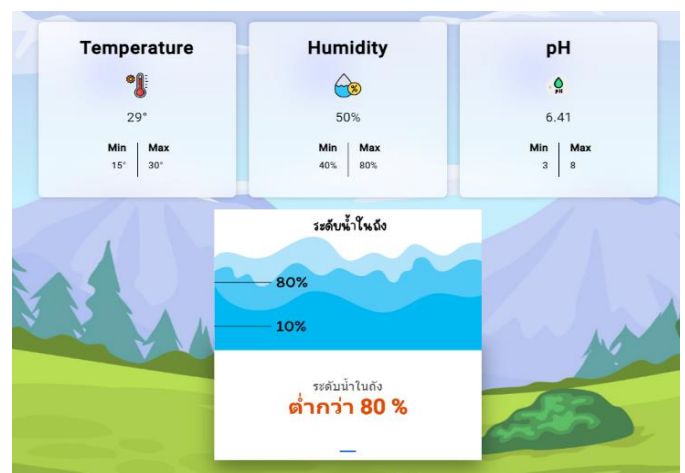 Temperature
29°
Min Max
15° 30°
Humidity
%
50%
Min Max
40% 80%
pH
PH
6.41
Min Max
3 8
ระดับน้ำในถัง
80%
10%
ระดับน้ำในถัง
ต่ำกว่า 80 %